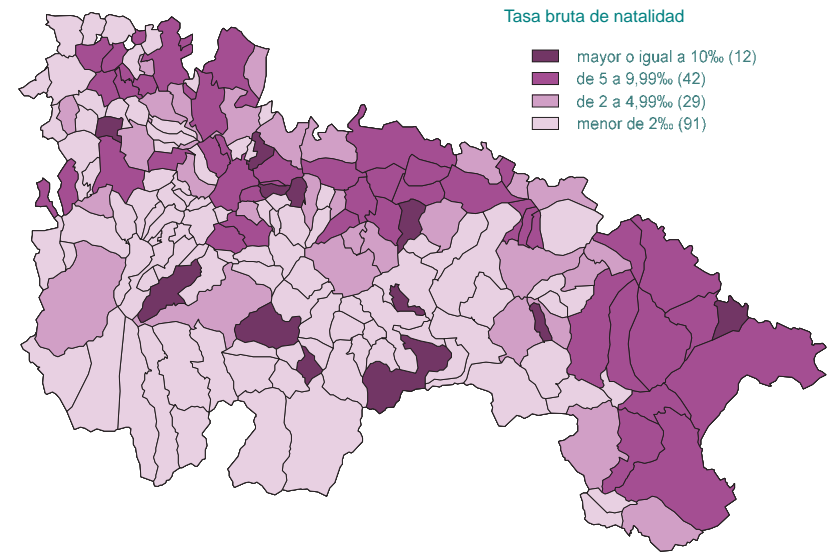 Tasa bruta de natalidad
mayor o igual a 10‰ (12)
de 5 a 9,99‰ (42)
de 2 a 4,99‰ (29)
menor de 2‰ (91)